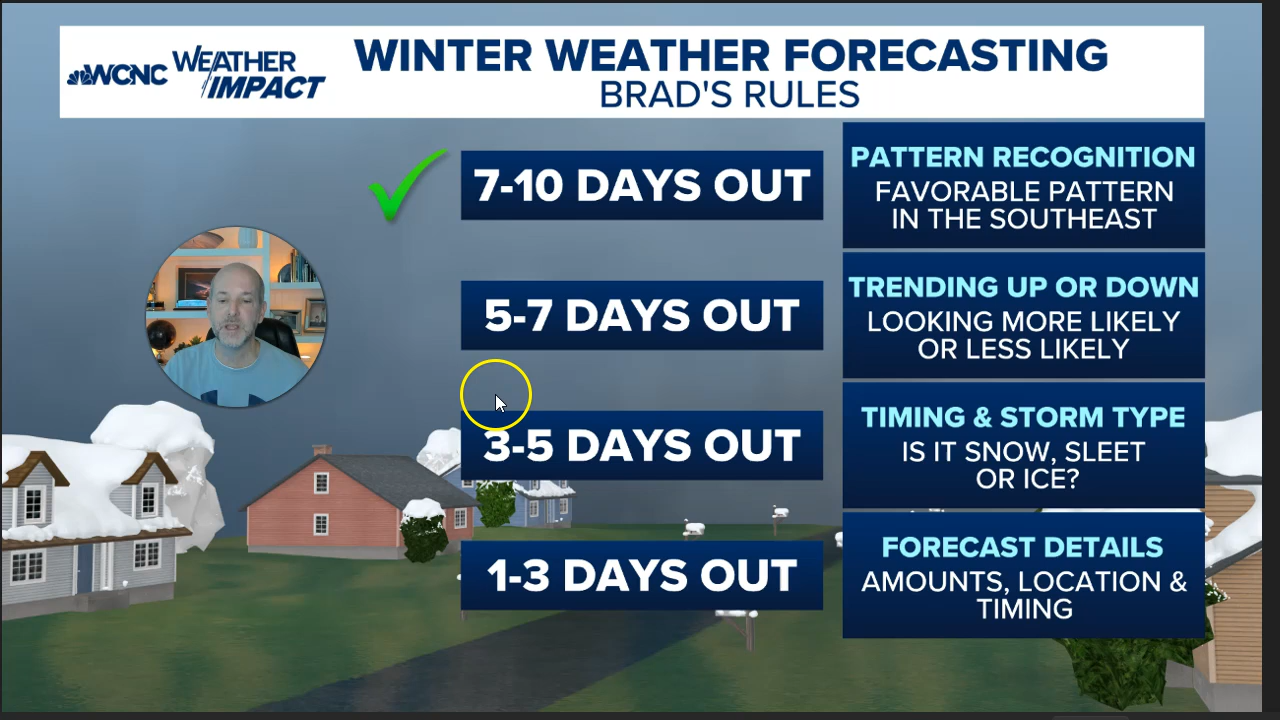 WCNC WEATHER IMPACT
WINTER WEATHER FORECASTING
BRAD'S RULES
7-10 DAYS OUT
PATTERN RECOGNITION
FAVORABLE PATTERN
IN THE SOUTHEAST
5-7 DAYS OUT
TRENDING UP OR DOWN
LOOKING MORE LIKELY
OR LESS LIKELY
3-5 DAYS OUT
TIMING & STORM TYPE
IS IT SNOW, SLEET
OR ICE?
1-3 DAYS OUT
FORECAST DETAILS
AMOUNTS, LOCATION &
TIMING